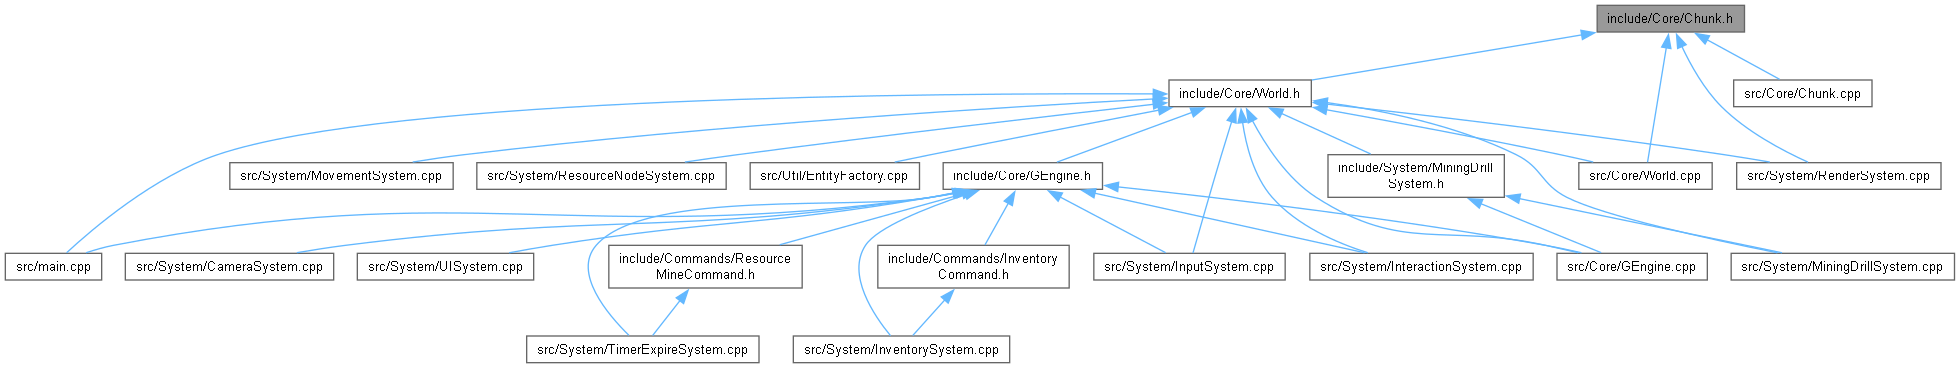 include/Core/Chunk.h
include/Core/World.h
src/Core/Chunk.cpp
src/System/MovementSystem.cpp
src/System/ResourceNodeSystem.cpp
src/Util/EntityFactory.cpp
include/Core/GEngine.h
include/System/MiningDrill
System.h
src/Core/World.cpp
src/System/RenderSystem.cpp
src/main.cpp
src/System/CameraSystem.cpp
src/System/UISystem.cpp
include/Commands/Resource
MineCommand.h
include/Commands/Inventory
Command.h
src/System/InputSystem.cpp
src/System/InteractionSystem.cpp
src/Core/GEngine.cpp
src/System/MiningDrillSystem.cpp
src/System/TimerExpireSystem.cpp
src/System/InventorySystem.cpp